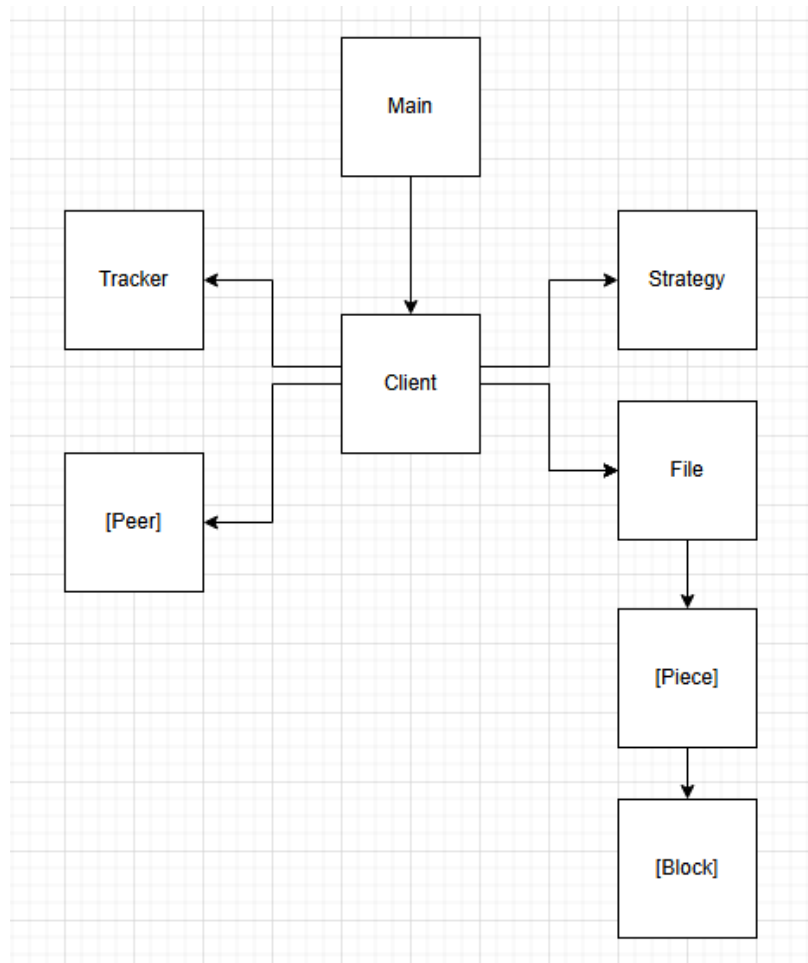 Main
Tracker
Strategy
Client
File
[Peer]
[Piece]
[Block]